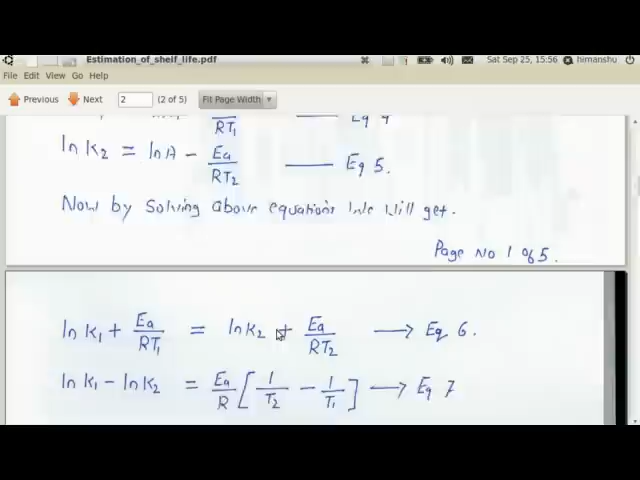 Estimation_of_shelf_life.pdf Sat Sep 25, 15:56 himanshu
File Edit View Go Help
Previous Next 2 (2 of 5) Fit Page Width
RT₁ Eq 4
ln k₂ = ln A - Ea/RT₂ —— Eq 5.
Now by solving above equations we will get.
Page No 1 of 5.
ln k₁ + Ea/RT₁ = ln k₂ + Ea/RT₂ → Eq 6.
ln k₁ - ln k₂ = Ea/R [1/T₂ - 1/T₁] → Eq 7